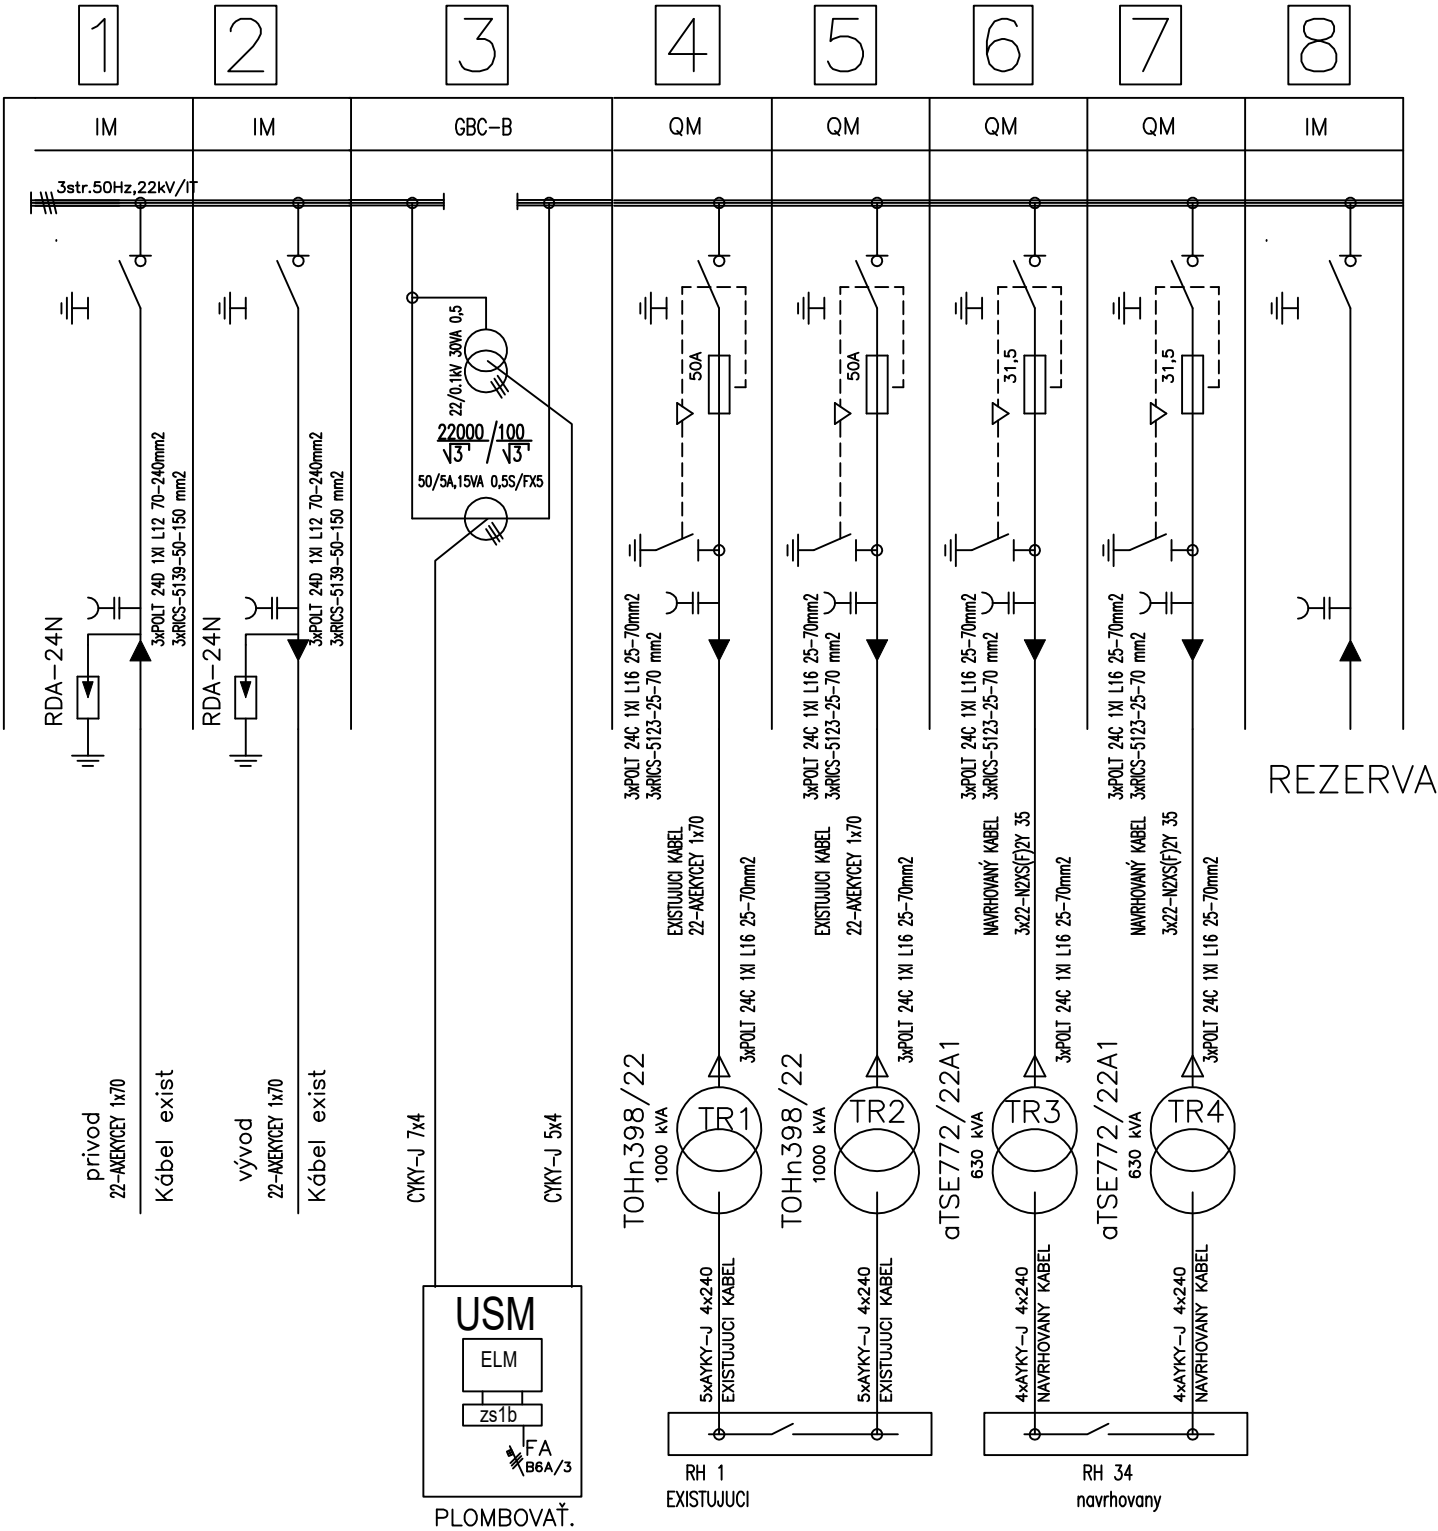 1
2
3
4
5
6
7
8
IM
IM
GBC-B
QM
QM
QM
QM
IM
3str.50Hz,22kV/IT
22/0.1kV 30VA 0,5
22000/100
√3 √3
50/5A,15VA 0,5S/FX5
50A
50A
31,5
31,5
3xPOLT 24D 1XI L12 70-240mm2
3xRICS-5139-50-150 mm2
3xPOLT 24D 1XI L12 70-240mm2
3xRICS-5139-50-150 mm2
RDA-24N
RDA-24N
3xPOLT 24C 1XI L16 25-70mm2
3xRICS-5123-25-70 mm2
3xPOLT 24C 1XI L16 25-70mm2
3xRICS-5123-25-70 mm2
3xPOLT 24C 1XI L16 25-70mm2
3xRICS-5123-25-70 mm2
3xPOLT 24C 1XI L16 25-70mm2
3xRICS-5123-25-70 mm2
REZERVA
EXISTUJUCI KABEL
22-AXEKYCEY 1x70
EXISTUJUCI KABEL
22-AXEKYCEY 1x70
NAVRHOVANÝ KABEL
3x22-N2XS(F)2Y 35
NAVRHOVANÝ KABEL
3x22-N2XS(F)2Y 35
3xPOLT 24C 1XI L16 25-70mm2
3xPOLT 24C 1XI L16 25-70mm2
3xPOLT 24C 1XI L16 25-70mm2
3xPOLT 24C 1XI L16 25-70mm2
privod
22-AXEKYCEY 1x70
Kábel exist
vývod
22-AXEKYCEY 1x70
Kábel exist
CYKY-J 7x4
CYKY-J 5x4
TOHn398/22
1000 kVA
TR1
TOHn398/22
1000 kVA
TR2
aTSE772/22A1
630 kVA
TR3
aTSE772/22A1
630 kVA
TR4
5xAYKY-J 4x240
EXISTUJUCI KABEL
5xAYKY-J 4x240
EXISTUJUCI KABEL
4xAYKY-J 4x240
NAVRHOVANY KABEL
4xAYKY-J 4x240
NAVRHOVANY KABEL
USM
ELM
zs1b
FA
B6A/3
PLOMBOVAŤ.
RH 1
EXISTUJUCI
RH 34
navrhovany